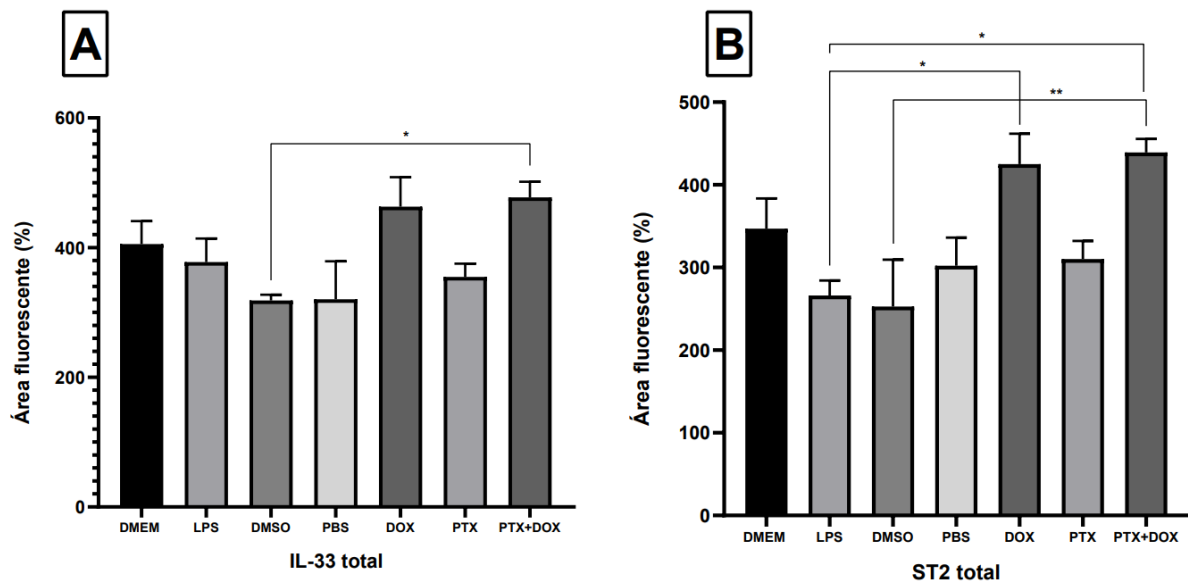 A
*
600
400
200
0
Área fluorescente (%)
DMEM LPS DMSO PBS DOX PTX PTX+DOX
IL-33 total
B
*
*
**
500
400
300
200
100
0
Área fluorescente (%)
DMEM LPS DMSO PBS DOX PTX PTX+DOX
ST2 total